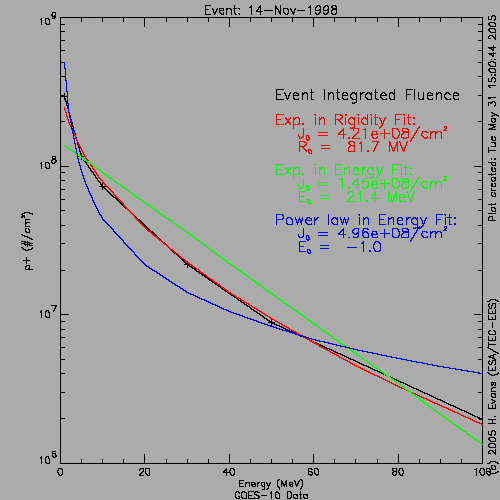 Event: 14-Nov-1998
10⁹
10⁸
10⁷
10⁶
p+ (#/cm²)
Event Integrated Fluence
Exp. in Rigidity Fit:
J₀ = 4.21e+08/cm²
R₀ = 81.7 MV
Exp. in Energy Fit:
J₀ = 1.45e+08/cm²
E₀ = 21.4 MeV
Power law in Energy Fit:
J₀ = 4.96e+08/cm²
E₀ = -1.0
0 20 40 60 80 100
Energy (MeV)
GOES-10 Data
Plot created: Tue May 31 15:00:44 2005
(c) 2005 H. Evans (ESA/TEC-EES)